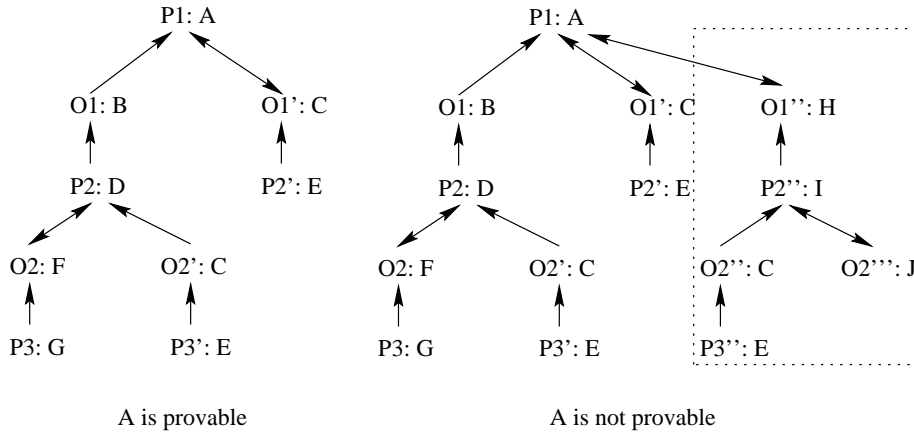 P1: A
O1: B
O1': C
P2: D
P2': E
O2: F
O2': C
P3: G
P3': E
A is provable
P1: A
O1: B
O1': C
O1'': H
P2: D
P2': E
P2'': I
O2: F
O2': C
O2'': C
O2''': J
P3: G
P3': E
P3'': E
A is not provable